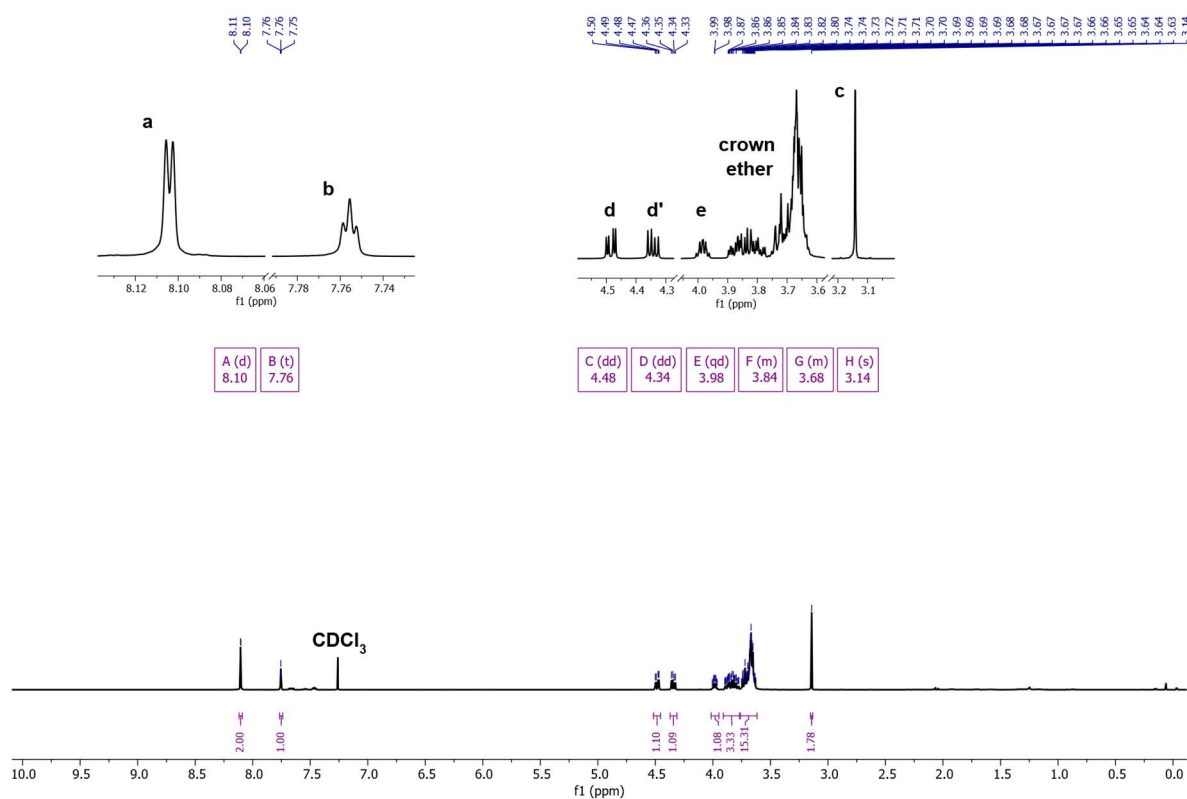 8.11 8.10 7.76 7.76 7.75 4.50 4.49 4.48 4.47 4.36 4.35 4.34 4.33 3.99 3.98 3.87 3.86 3.86 3.85 3.84 3.83 3.82 3.80 3.74 3.74 3.73 3.72 3.71 3.71 3.70 3.70 3.69 3.69 3.69 3.69 3.68 3.68 3.67 3.67 3.67 3.66 3.66 3.65 3.65 3.64 3.64 3.63 3.14
a b d d' e crown ether c
8.12 8.10 8.08 8.06 7.78 7.76 7.74
f1 (ppm)
4.5 4.4 4.3 4.0 3.9 3.8 3.7 3.6 3.2 3.1
f1 (ppm)
A (d) B (t) C (dd) D (dd) E (qd) F (m) G (m) H (s)
8.10 7.76 4.48 4.34 3.98 3.84 3.68 3.14
CDCl₃
2.00 1.00 1.10 1.09 1.08 3.33 15.31 1.78
10.0 9.5 9.0 8.5 8.0 7.5 7.0 6.5 6.0 5.5 5.0 4.5 4.0 3.5 3.0 2.5 2.0 1.5 1.0 0.5 0.0
f1 (ppm)